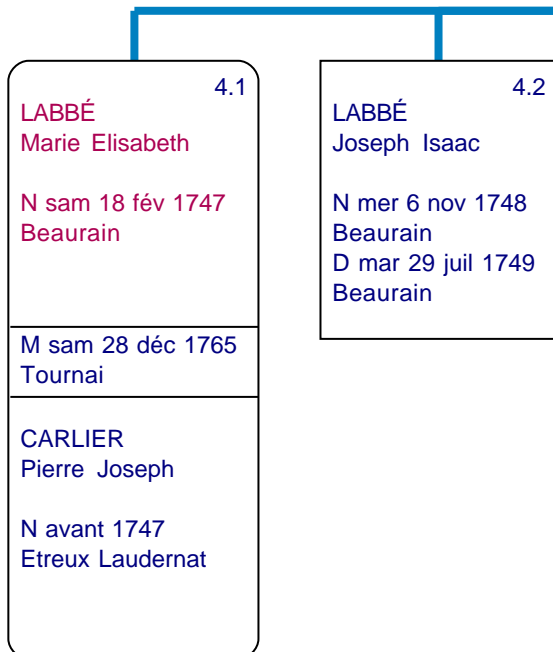 4.1
LABBÉ
Marie Elisabeth
N sam 18 fév 1747
Beaurain
M sam 28 déc 1765
Tournai
CARLIER
Pierre Joseph
N avant 1747
Etreux Laudernat
4.2
LABBÉ
Joseph Isaac
N mer 6 nov 1748
Beaurain
D mar 29 juil 1749
Beaurain